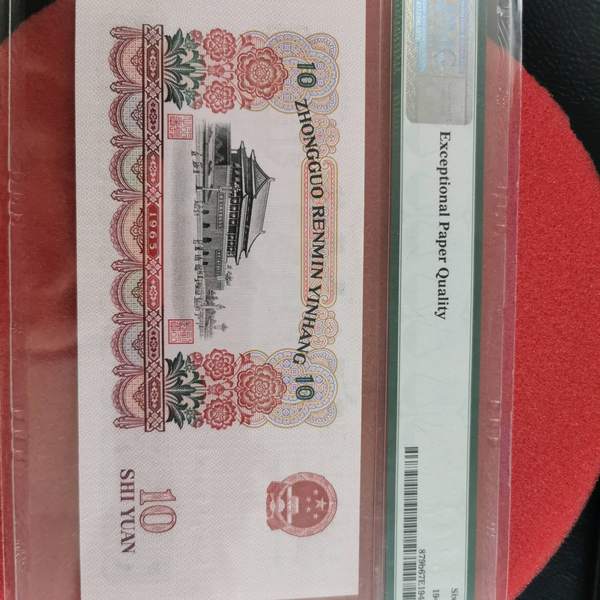 Exceptional Paper Quality
10 ZHONGGUO RENMIN YINHANG 10
1965
10
SHI YUAN